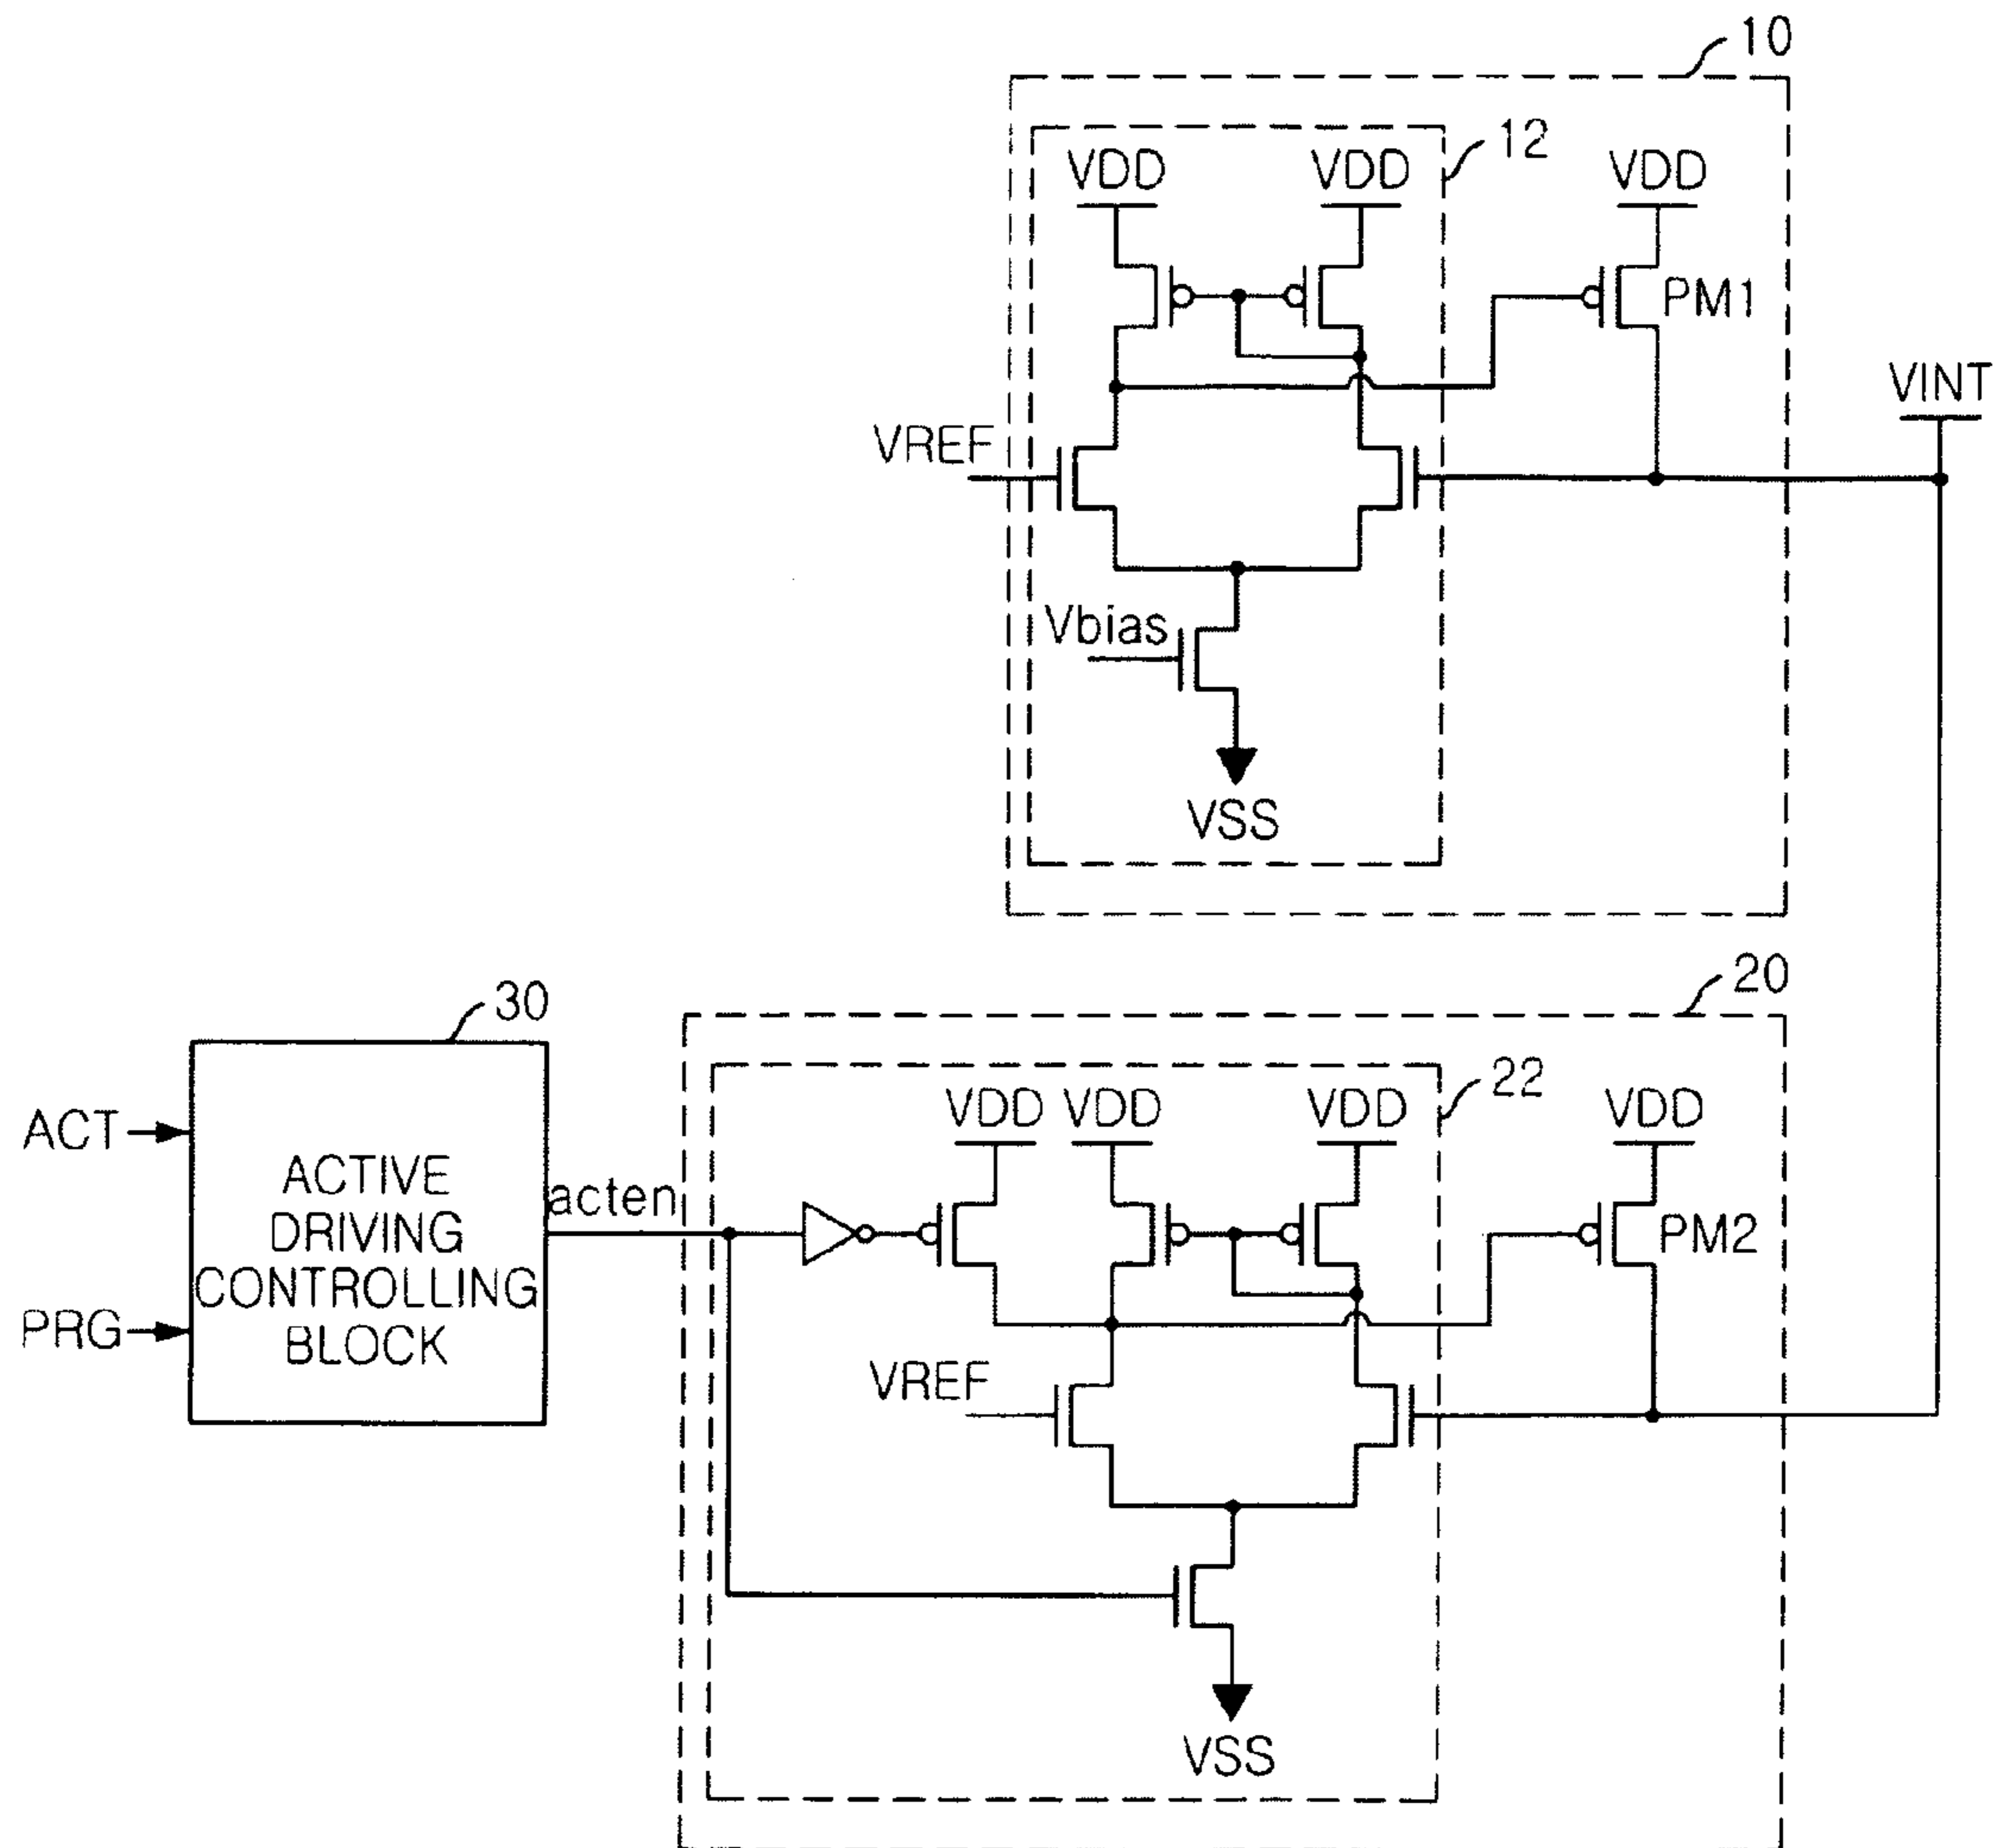 10
12
VDD VDD VDD
PM1
VINT
VREF
Vbias
VSS
20
30
22
VDD VDD VDD VDD
ACT
ACTIVE
DRIVING
CONTROLLING
BLOCK
acten
PM2
PRG
VREF
VSS